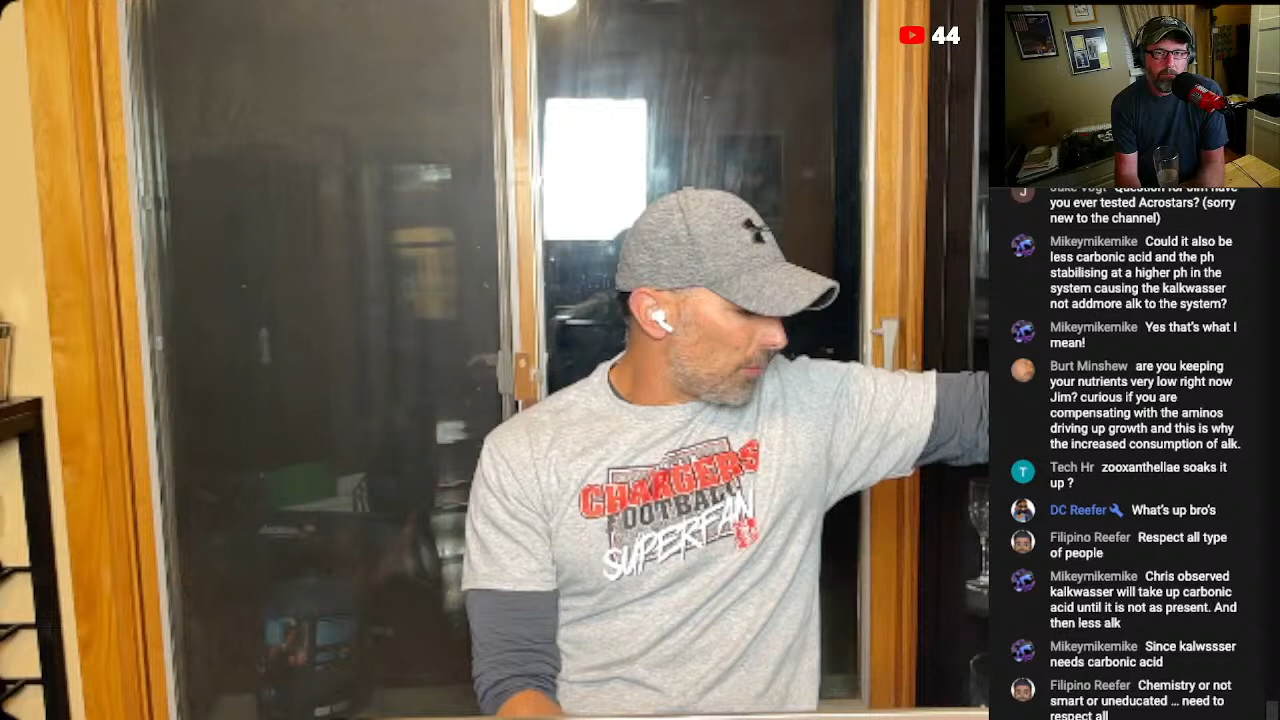 44
CHARGERS
FOOTBALL
SUPERFAN
J
Jake Vogt Question for Jim have
you ever tested Acrostars? (sorry
new to the channel)
Mikeymikemike Could it also be
less carbonic acid and the ph
stabilising at a higher ph in the
system causing the kalkwasser
not addmore alk to the system?
Mikeymikemike Yes that's what I
mean!
Burt Minshew are you keeping
your nutrients very low right now
Jim? curious if you are
compensating with the aminos
driving up growth and this is why
the increased consumption of alk.
T
Tech Hr zooxanthellae soaks it
up ?
DC Reefer What's up bro's
Filipino Reefer Respect all type
of people
Mikeymikemike Chris observed
kalkwasser will take up carbonic
acid until it is not as present. And
then less alk
Mikeymikemike Since kalwssser
needs carbonic acid
Filipino Reefer Chemistry or not
smart or uneducated ... need to
respect all